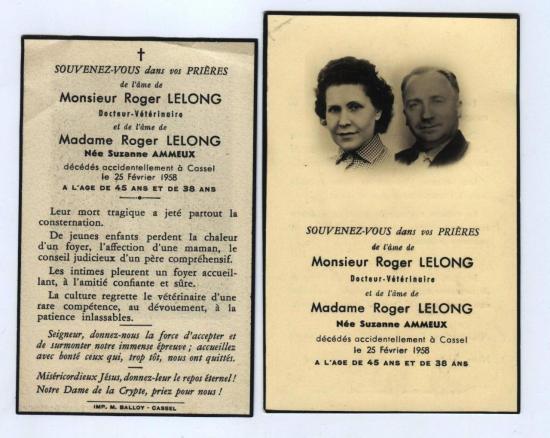 SOUVENEZ-VOUS dans vos PRIÈRES
de l'âme de
Monsieur Roger LELONG
Docteur-Vétérinaire
et de l'âme de
Madame Roger LELONG
Née Suzanne AMMEUX
décédés accidentellement à Cassel
le 25 Février 1958
A L'AGE DE 45 ANS ET DE 38 ANS
Leur mort tragique a jeté partout la
consternation.
De jeunes enfants perdent la chaleur
d'un foyer, l'affection d'une maman, le
conseil judicieux d'un père compréhensif.
Les intimes pleurent un foyer accueil-
lant, à l'amitié confiante et sûre.
La culture regrette le vétérinaire d'une
rare compétence, au dévouement, à la
patience inlassables.
Seigneur, donnez-nous la force d'accepter et
de surmonter notre immense épreuve ; accueillez
avec bonté ceux qui, trop tôt, nous ont quittés.
Miséricordieux Jésus, donnez-leur le repos éternel !
Notre Dame de la Crypte, priez pour nous !
IMP. M. BALLOY - CASSEL
SOUVENEZ-VOUS dans vos PRIÈRES
de l'âme de
Monsieur Roger LELONG
Docteur-Vétérinaire
et de l'âme de
Madame Roger LELONG
Née Suzanne AMMEUX
décédés accidentellement à Cassel
le 25 Février 1958
A L'AGE DE 45 ANS ET DE 38 ANS